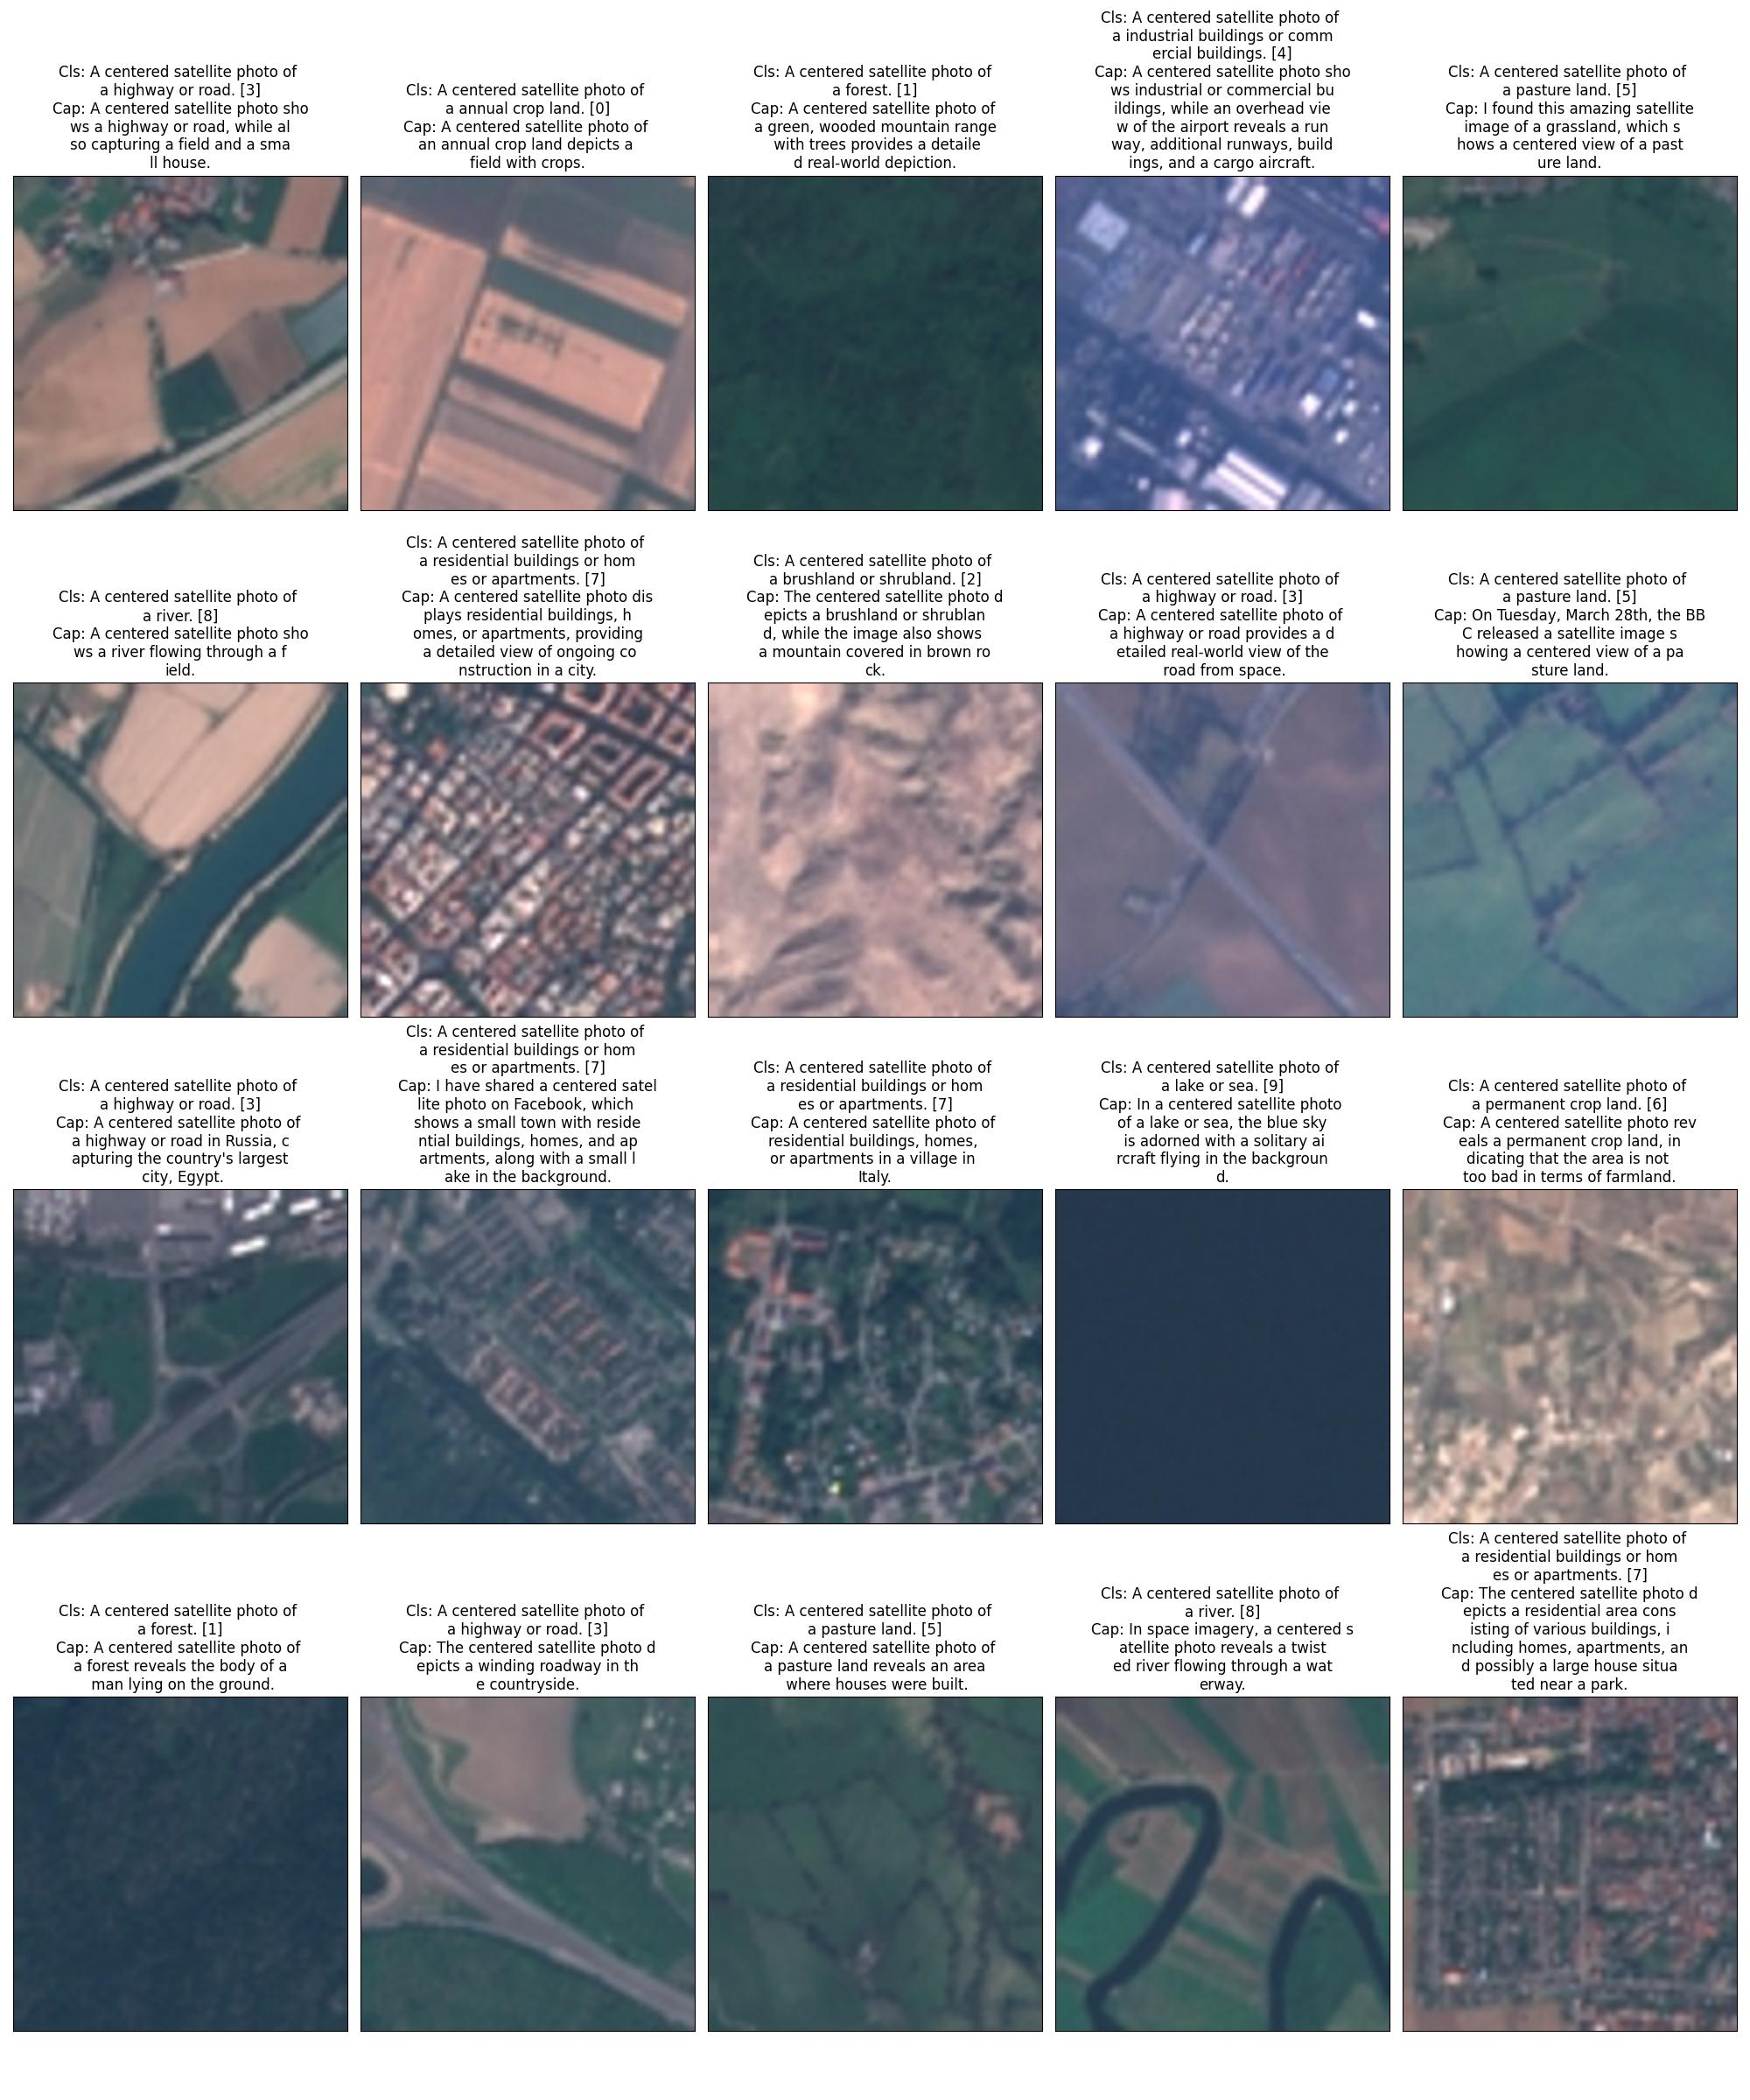 Cls: A centered satellite photo of
a highway or road. [3]
Cap: A centered satellite photo sho
ws a highway or road, while al
so capturing a field and a sma
ll house.
Cls: A centered satellite photo of
a annual crop land. [0]
Cap: A centered satellite photo of
an annual crop land depicts a
field with crops.
Cls: A centered satellite photo of
a forest. [1]
Cap: A centered satellite photo of
a green, wooded mountain range
with trees provides a detaile
d real-world depiction.
Cls: A centered satellite photo of
a industrial buildings or comm
ercial buildings. [4]
Cap: A centered satellite photo sho
ws industrial or commercial bu
ildings, while an overhead vie
w of the airport reveals a run
way, additional runways, build
ings, and a cargo aircraft.
Cls: A centered satellite photo of
a pasture land. [5]
Cap: I found this amazing satellite
image of a grassland, which s
hows a centered view of a past
ure land.
Cls: A centered satellite photo of
a river. [8]
Cap: A centered satellite photo sho
ws a river flowing through a f
ield.
Cls: A centered satellite photo of
a residential buildings or hom
es or apartments. [7]
Cap: A centered satellite photo dis
plays residential buildings, h
omes, or apartments, providing
a detailed view of ongoing co
nstruction in a city.
Cls: A centered satellite photo of
a brushland or shrubland. [2]
Cap: The centered satellite photo d
epicts a brushland or shrublan
d, while the image also shows
a mountain covered in brown ro
ck.
Cls: A centered satellite photo of
a highway or road. [3]
Cap: A centered satellite photo of
a highway or road provides a d
etailed real-world view of the
road from space.
Cls: A centered satellite photo of
a pasture land. [5]
Cap: On Tuesday, March 28th, the BB
C released a satellite image s
howing a centered view of a pa
sture land.
Cls: A centered satellite photo of
a highway or road. [3]
Cap: A centered satellite photo of
a highway or road in Russia, c
apturing the country's largest
city, Egypt.
Cls: A centered satellite photo of
a residential buildings or hom
es or apartments. [7]
Cap: I have shared a centered satel
lite photo on Facebook, which
shows a small town with reside
ntial buildings, homes, and ap
artments, along with a small l
ake in the background.
Cls: A centered satellite photo of
a residential buildings or hom
es or apartments. [7]
Cap: A centered satellite photo of
residential buildings, homes,
or apartments in a village in
Italy.
Cls: A centered satellite photo of
a lake or sea. [9]
Cap: In a centered satellite photo
of a lake or sea, the blue sky
is adorned with a solitary ai
rcraft flying in the backgroun
d.
Cls: A centered satellite photo of
a permanent crop land. [6]
Cap: A centered satellite photo rev
eals a permanent crop land, in
dicating that the area is not
too bad in terms of farmland.
Cls: A centered satellite photo of
a forest. [1]
Cap: A centered satellite photo of
a forest reveals the body of a
man lying on the ground.
Cls: A centered satellite photo of
a highway or road. [3]
Cap: The centered satellite photo d
epicts a winding roadway in th
e countryside.
Cls: A centered satellite photo of
a pasture land. [5]
Cap: A centered satellite photo of
a pasture land reveals an area
where houses were built.
Cls: A centered satellite photo of
a river. [8]
Cap: In space imagery, a centered s
atellite photo reveals a twist
ed river flowing through a wat
erway.
Cls: A centered satellite photo of
a residential buildings or hom
es or apartments. [7]
Cap: The centered satellite photo d
epicts a residential area cons
isting of various buildings, i
ncluding homes, apartments, an
d possibly a large house situa
ted near a park.